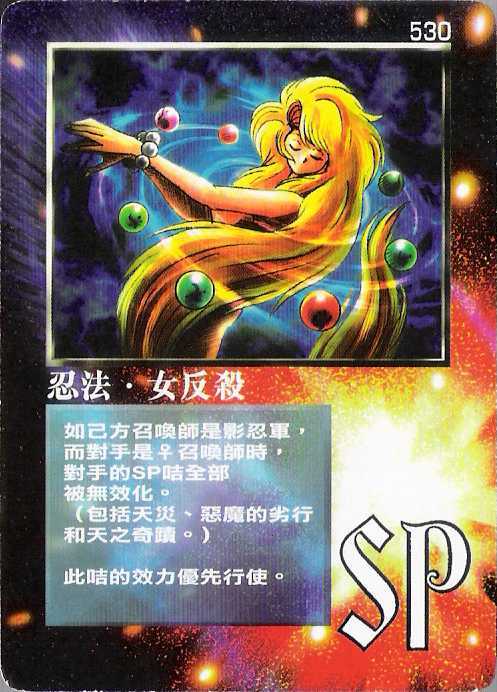 530
忍法·女反殺
如己方召喚師是影忍軍，
而對手是♀召喚師時，
對手的SP咭全部
被無效化。
（包括天災、惡魔的劣行
和天之奇蹟。）
此咭的效力優先行使。
SP